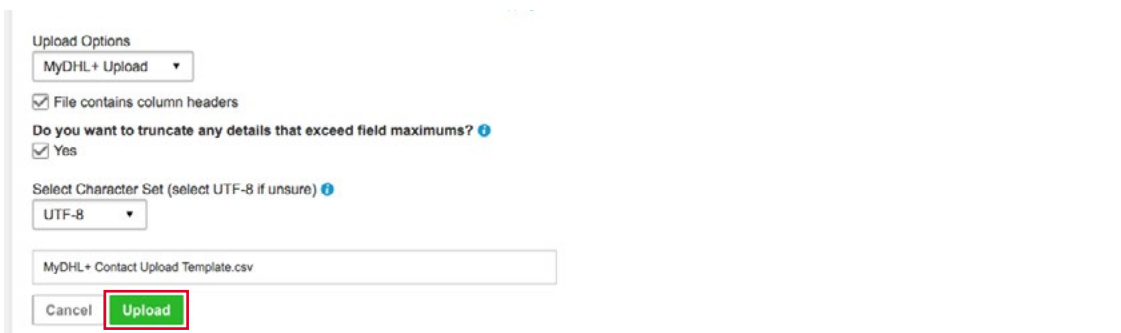 Upload Options
MyDHL+ Upload
File contains column headers
Do you want to truncate any details that exceed field maximums?
Yes
Select Character Set (select UTF-8 if unsure)
UTF-8
MyDHL+ Contact Upload Template.csv
Cancel Upload